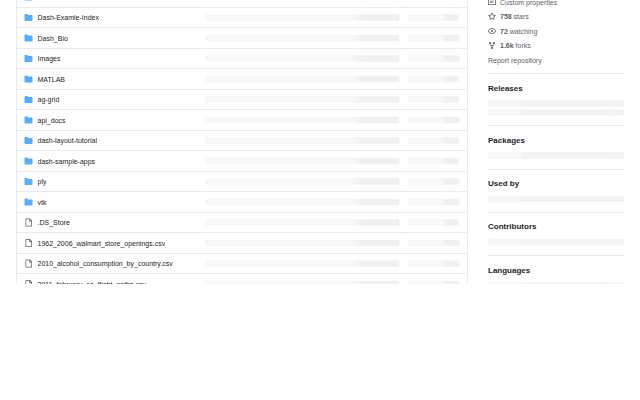 Dash-Examle-Index
Dash_Bio
Images
MATLAB
ag-grid
api_docs
dash-layout-tutorial
dash-sample-apps
ply
vtk
.DS_Store
1962_2006_walmart_store_openings.csv
2010_alcohol_consumption_by_country.csv
Custom properties
758 stars
72 watching
1.6k forks
Report repository
Releases
Packages
Used by
Contributors
Languages